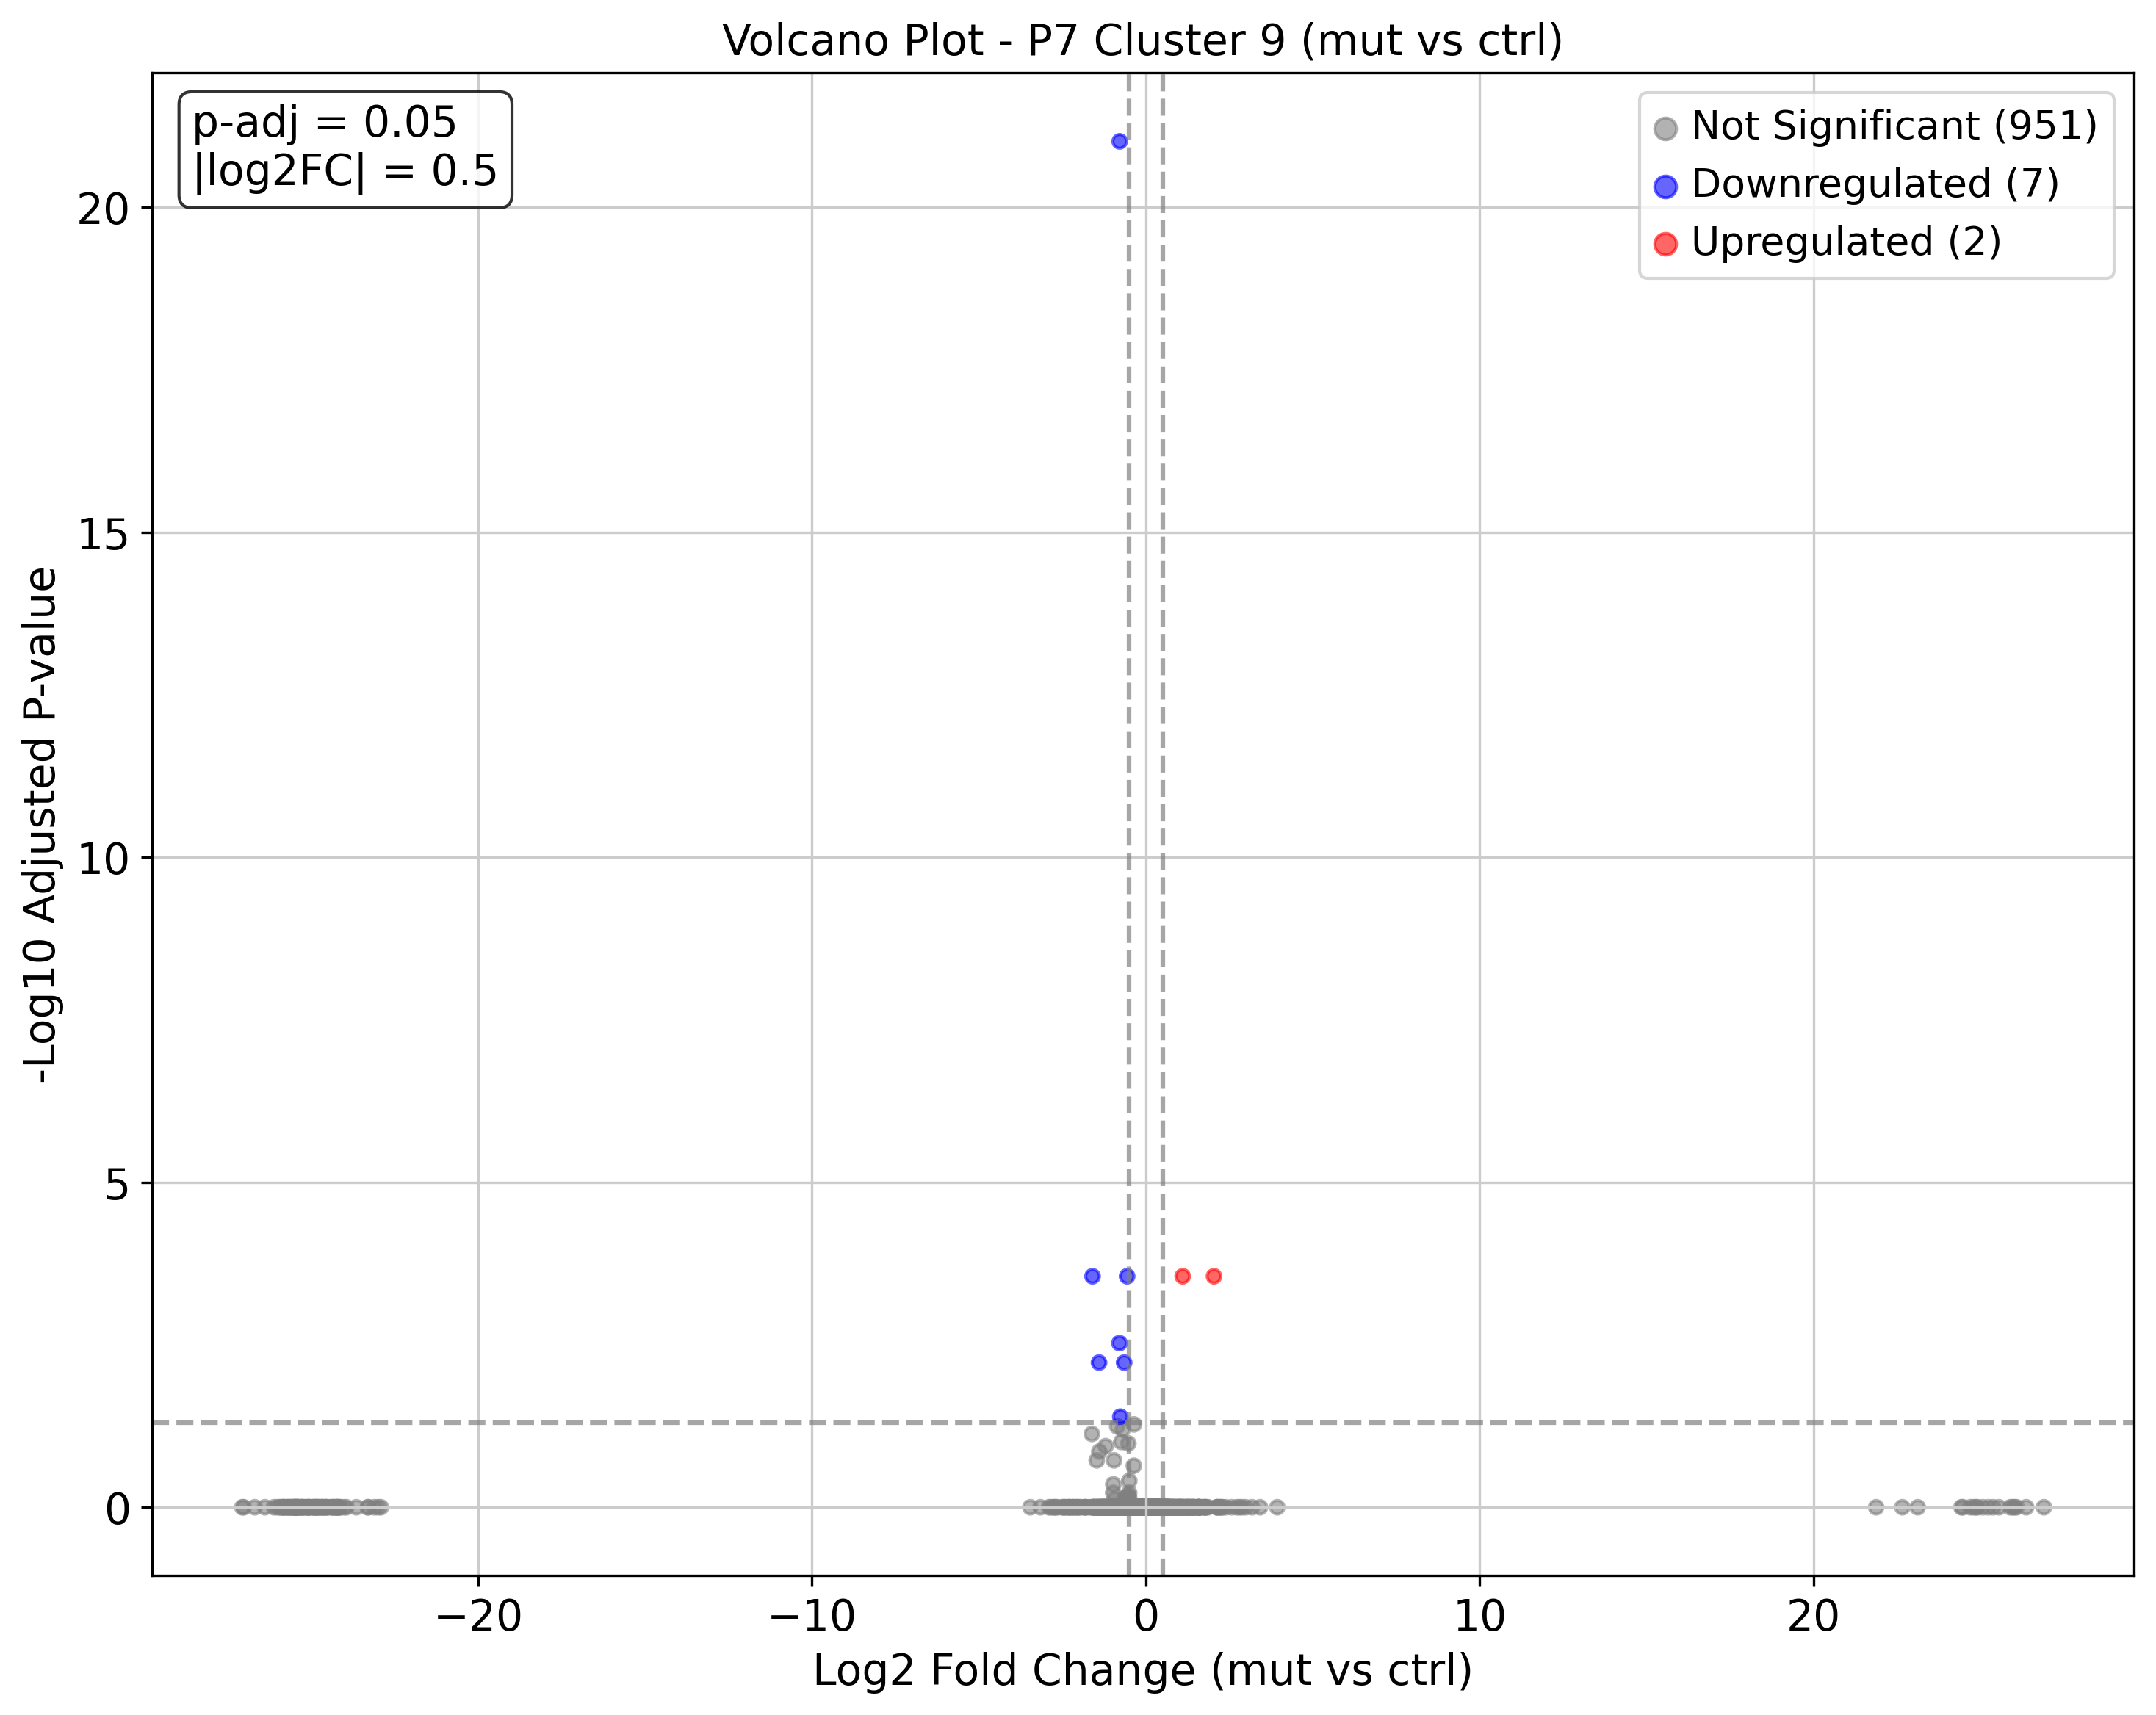 Volcano Plot - P7 Cluster 9 (mut vs ctrl)
p-adj = 0.05
|log2FC| = 0.5
Not Significant (951)
Downregulated (7)
Upregulated (2)
-Log10 Adjusted P-value
20
15
10
5
0
−20
−10
0
10
20
Log2 Fold Change (mut vs ctrl)